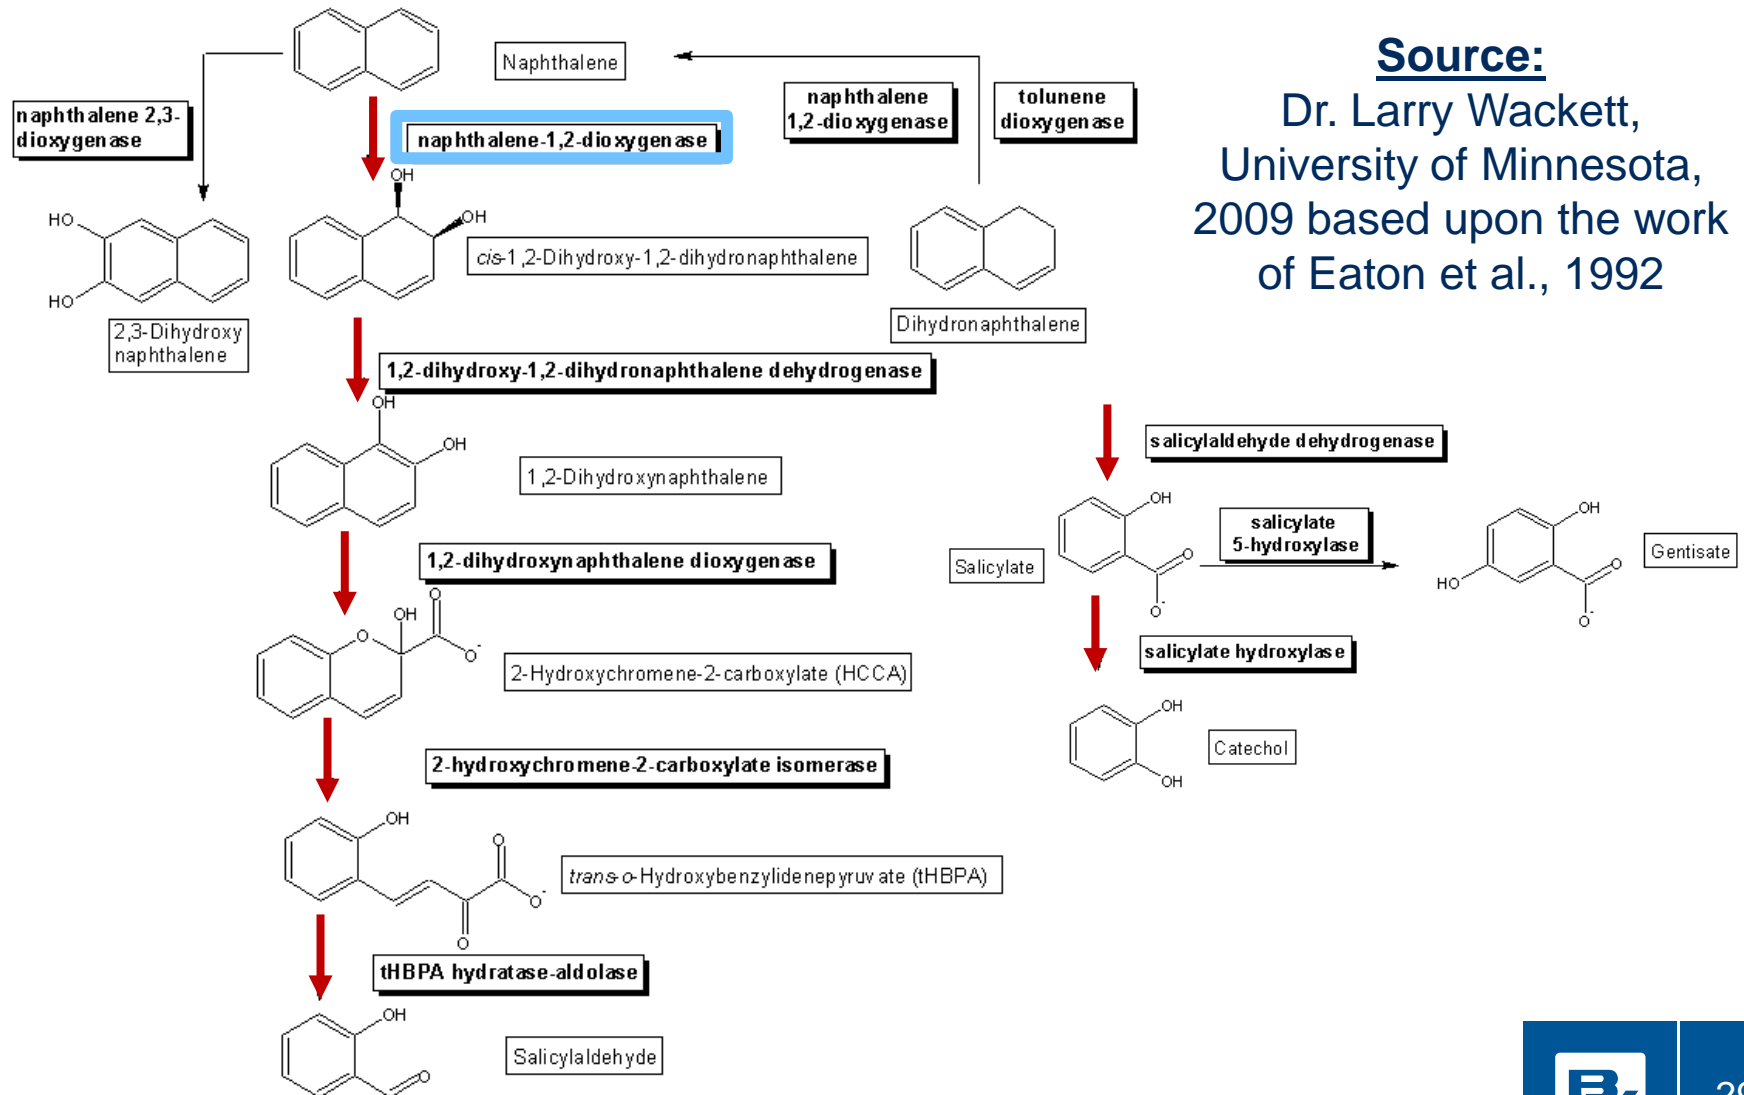 Source:
Dr. Larry Wackett,
University of Minnesota,
2009 based upon the work
of Eaton et al., 1992
Naphthalene
naphthalene 2,3-
dioxygenase
naphthalene-1,2-dioxygenase
naphthalene
1,2-dioxygenase
tolunene
dioxygenase
HO
HO
2,3-Dihydroxy
naphthalene
OH
OH
cis-1,2-Dihydroxy-1,2-dihydronaphthalene
Dihydronaphthalene
1,2-dihydroxy-1,2-dihydronaphthalene dehydrogenase
OH
OH
1,2-Dihydroxynaphthalene
1,2-dihydroxynaphthalene dioxygenase
O
OH
O
O-
2-Hydroxychromene-2-carboxylate (HCCA)
2-hydroxychromene-2-carboxylate isomerase
OH
O
O
O-
trans-o-Hydroxybenzylidenepyruvate (tHBPA)
tHBPA hydratase-aldolase
OH
O
Salicylaldehyde
salicylaldehyde dehydrogenase
Salicylate
OH
O
O-
salicylate
5-hydroxylase
OH
HO
O
O-
Gentisate
salicylate hydroxylase
OH
OH
Catechol